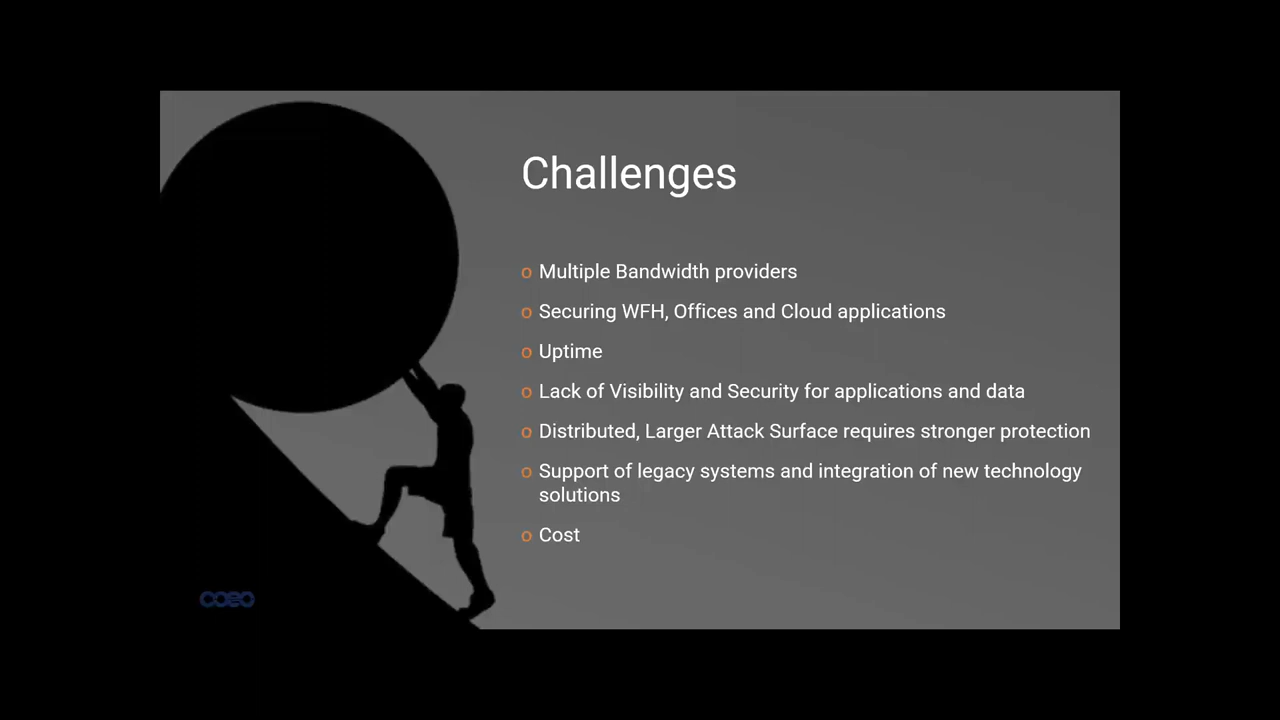 Challenges
o Multiple Bandwidth providers
o Securing WFH, Offices and Cloud applications
o Uptime
o Lack of Visibility and Security for applications and data
o Distributed, Larger Attack Surface requires stronger protection
o Support of legacy systems and integration of new technology
solutions
o Cost
coeo